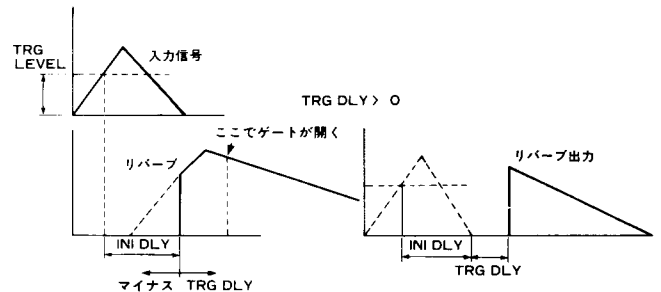 TRG
LEVEL
入力信号
TRG DLY > 0
ここでゲートが開く
リバーブ
リバーブ出力
INI DLY
INI DLY
TRG DLY
マイナス TRG DLY